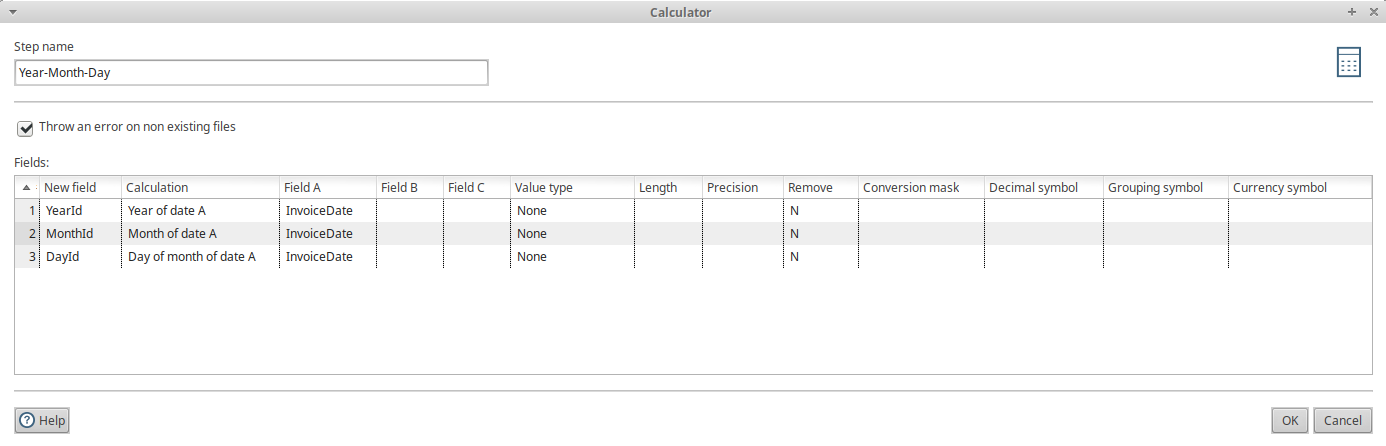 Calculator
Step name
Year-Month-Day
Throw an error on non existing files
Fields:
New field Calculation Field A Field B Field C Value type Length Precision Remove Conversion mask Decimal symbol Grouping symbol Currency symbol
1 YearId Year of date A InvoiceDate None N
2 MonthId Month of date A InvoiceDate None N
3 DayId Day of month of date A InvoiceDate None N
? Help OK Cancel